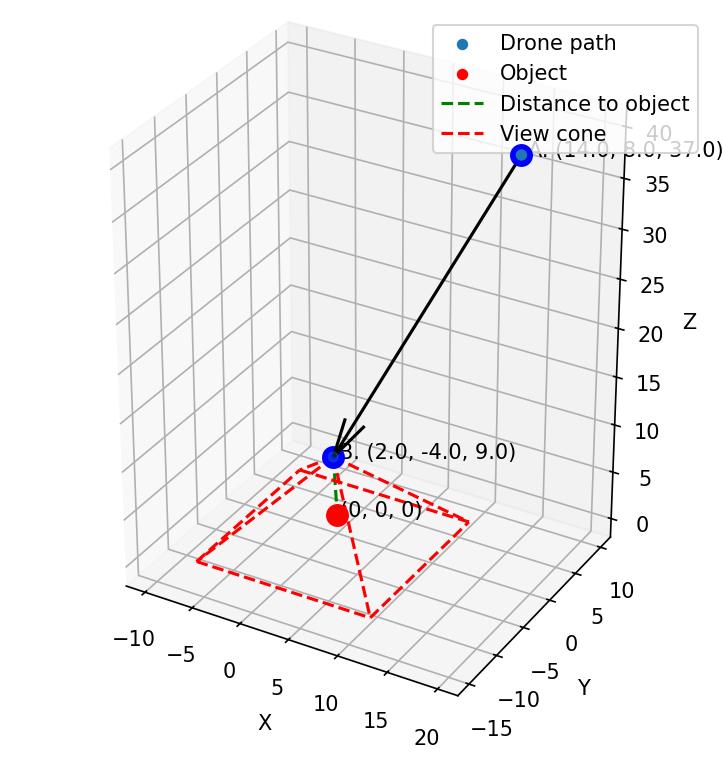 Drone path
Object
Distance to object
View cone
A. (14.0, 8.0, 37.0)
B. (2.0, -4.0, 9.0)
(0, 0, 0)
40
35
30
25
20
15
10
5
0
Z
−10
−5
0
5
10
15
20
X
10
5
0
−5
−10
−15
Y